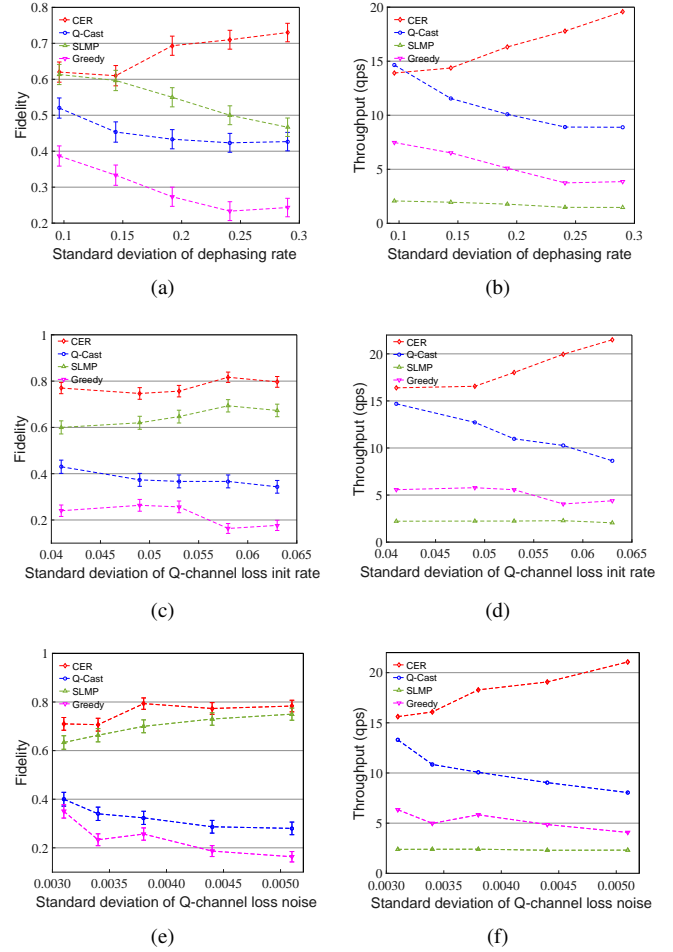 0.8
0.7
0.6
0.5
0.4
0.3
0.2
Fidelity
CER
Q-Cast
SLMP
Greedy
0.1 0.15 0.2 0.25 0.3
Standard deviation of dephasing rate
(a)
20
15
10
5
0
Throughput (qps)
CER
Q-Cast
SLMP
Greedy
0.1 0.15 0.2 0.25 0.3
Standard deviation of dephasing rate
(b)
1
0.8
0.6
0.4
0.2
Fidelity
CER
Q-Cast
SLMP
Greedy
0.04 0.045 0.05 0.055 0.06 0.065
Standard deviation of Q-channel loss init rate
(c)
20
15
10
5
0
Throughput (qps)
CER
Q-Cast
SLMP
Greedy
0.04 0.045 0.05 0.055 0.06 0.065
Standard deviation of Q-channel loss init rate
(d)
1
0.8
0.6
0.4
0.2
Fidelity
CER
Q-Cast
SLMP
Greedy
0.0030 0.0035 0.0040 0.0045 0.0050
Standard deviation of Q-channel loss noise
(e)
20
15
10
5
0
Throughput (qps)
CER
Q-Cast
SLMP
Greedy
0.0030 0.0035 0.0040 0.0045 0.0050
Standard deviation of Q-channel loss noise
(f)